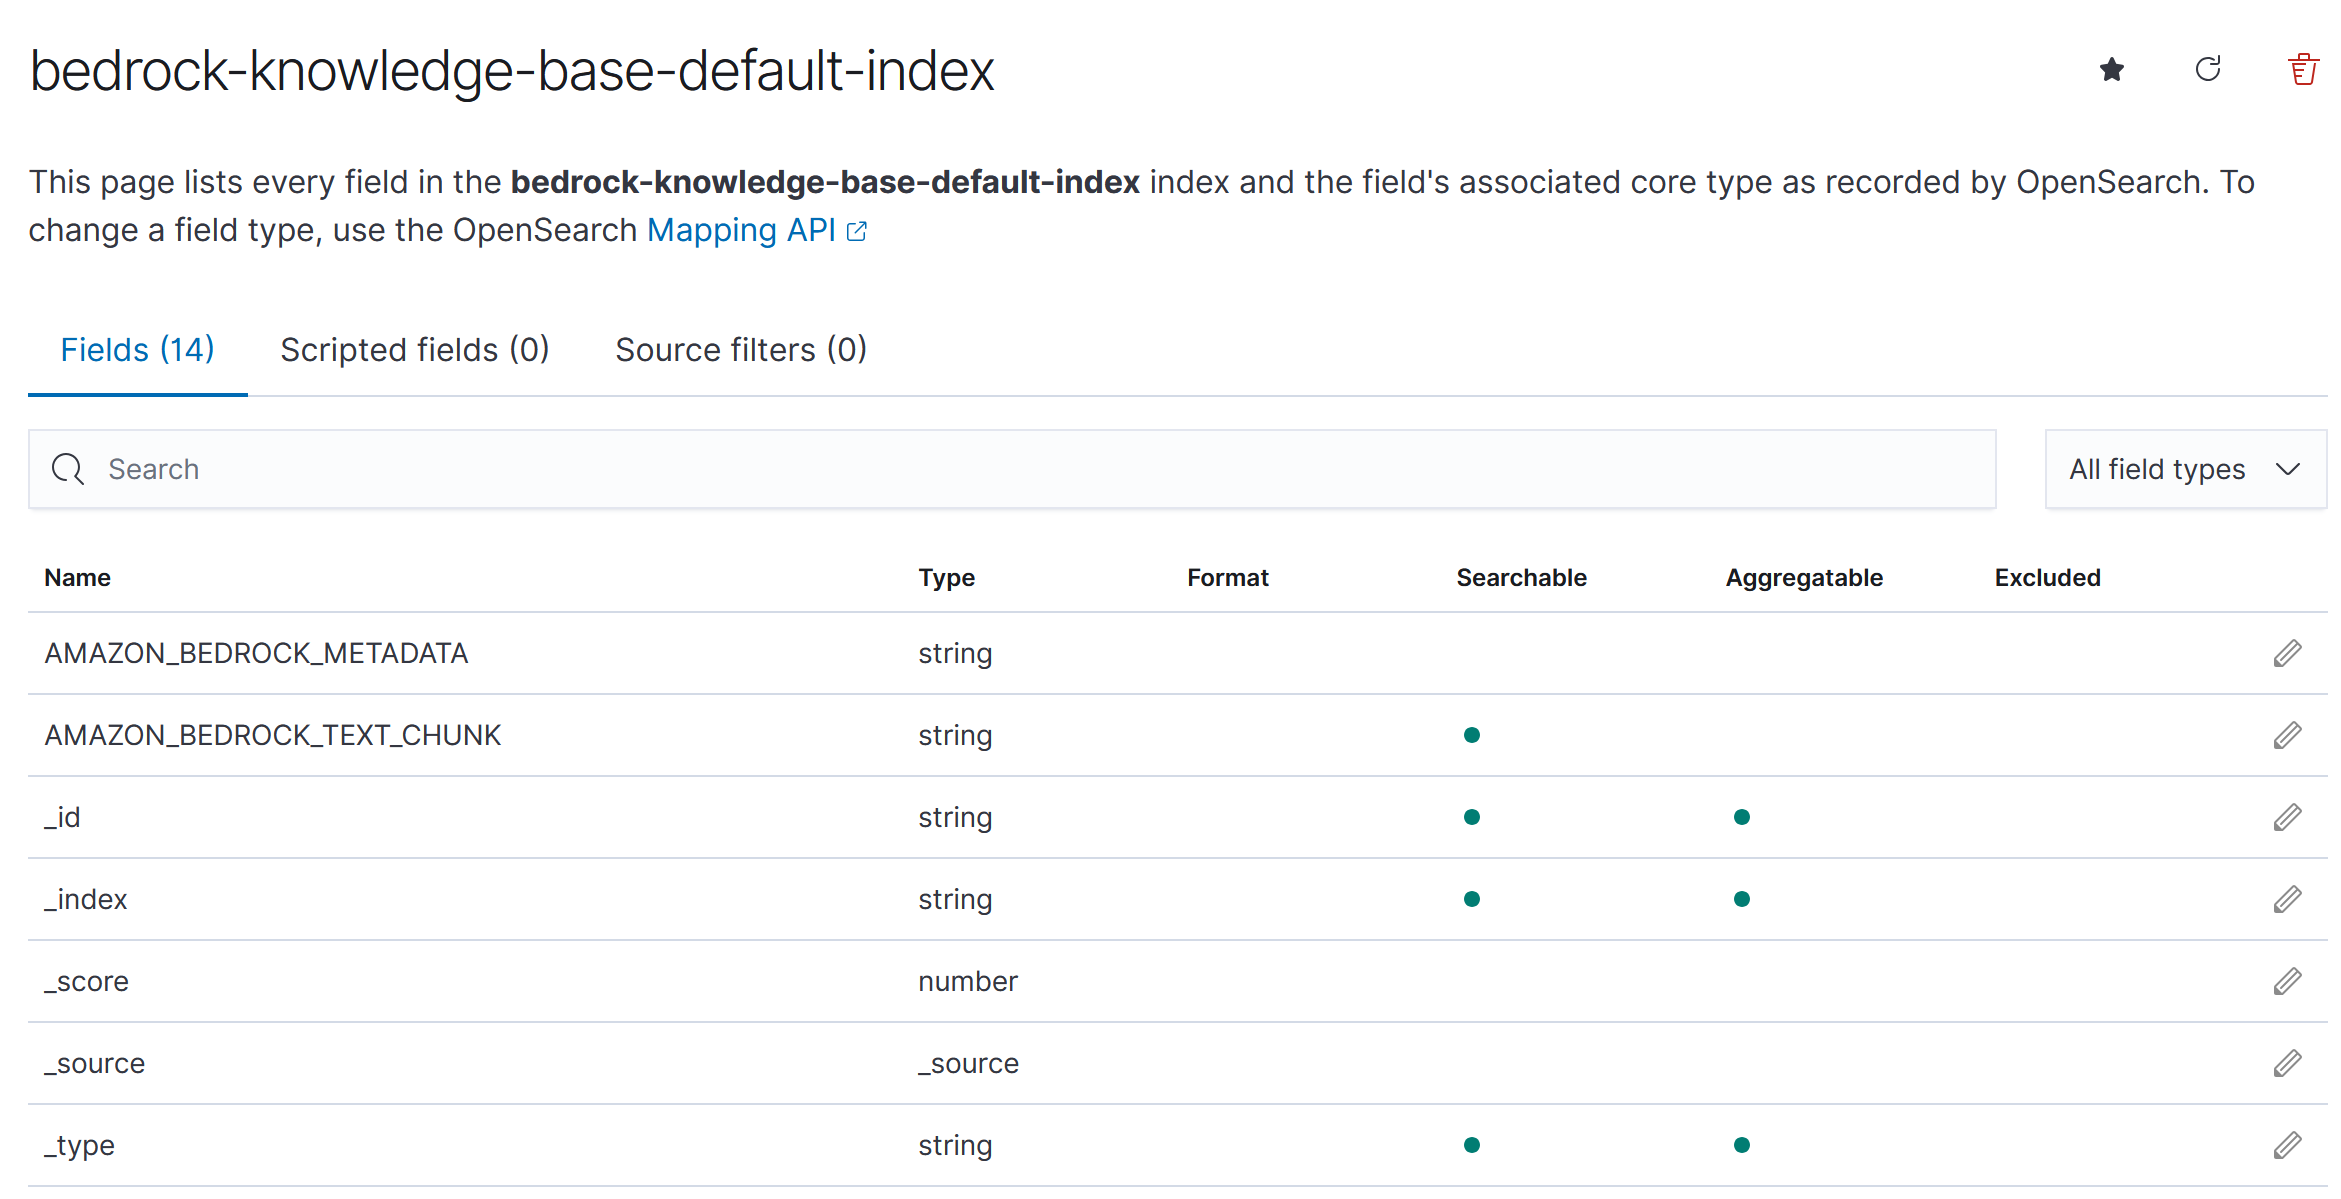 bedrock-knowledge-base-default-index
This page lists every field in the bedrock-knowledge-base-default-index index and the field's associated core type as recorded by OpenSearch. To
change a field type, use the OpenSearch Mapping API
Fields (14) Scripted fields (0) Source filters (0)
Search All field types
Name Type Format Searchable Aggregatable Excluded
AMAZON_BEDROCK_METADATA string
AMAZON_BEDROCK_TEXT_CHUNK string
_id string
_index string
_score number
_source _source
_type string